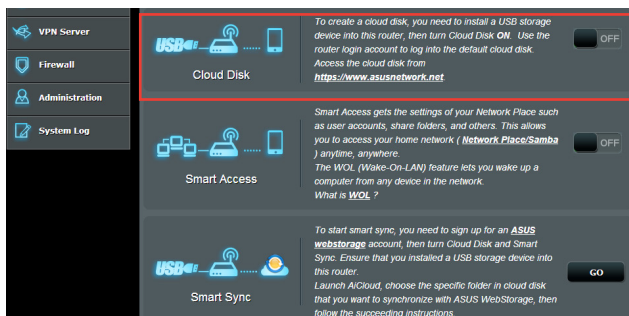 VPN Server
Firewall
Administration
System Log
USB
Cloud Disk
To create a cloud disk, you need to install a USB storage
device into this router, then turn Cloud Disk ON. Use the
router login account to log into the default cloud disk.
Access the cloud disk from
https://www.asusnetwork.net.
OFF
Smart Access
Smart Access gets the settings of your Network Place such
as user accounts, share folders, and others. This allows
you to access your home network ( Network Place/Samba
) anytime, anywhere.
The WOL (Wake-On-LAN) feature lets you wake up a
computer from any device in the network.
What is WOL ?
OFF
USB
Smart Sync
To start smart sync, you need to sign up for an ASUS
webstorage account, then turn Cloud Disk and Smart
Sync. Ensure that you installed a USB storage device into
this router.
Launch AiCloud, choose the specific folder in cloud disk
that you want to synchronize with ASUS WebStorage, then
follow the succeeding instructions.
GO